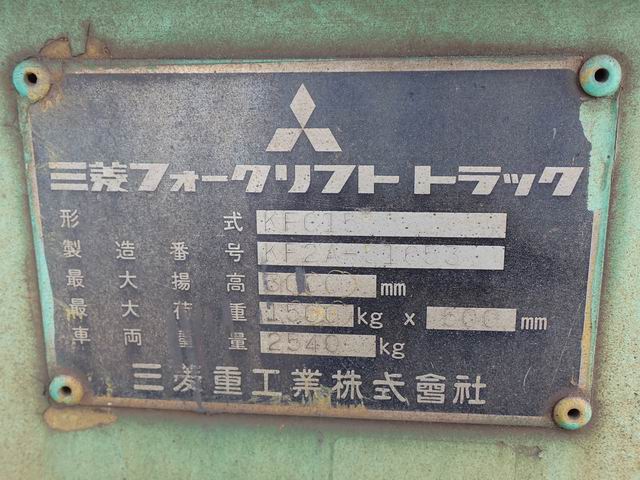 三菱フォークリフトトラック
形式
製造番号
最大揚高 mm
最大荷重 1500 kg x mm
車両重量 2540 kg
三菱重工業株式會社